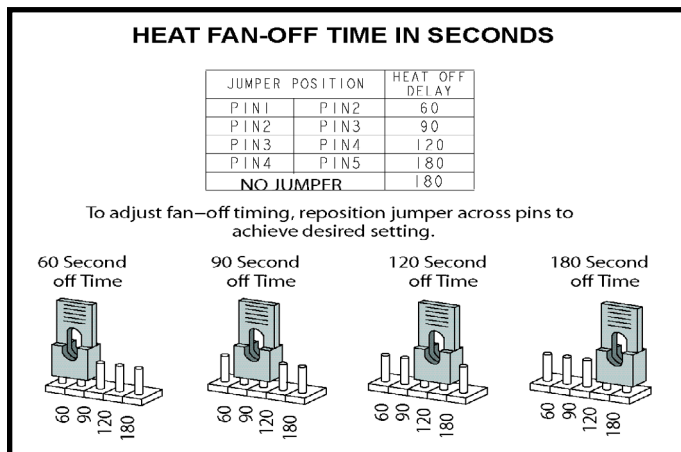 HEAT FAN-OFF TIME IN SECONDS
JUMPER POSITION HEAT OFF DELAY
PIN1 PIN2 60
PIN2 PIN3 90
PIN3 PIN4 120
PIN4 PIN5 180
NO JUMPER 180
To adjust fan–off timing, reposition jumper across pins to
achieve desired setting.
60 Second
off Time
90 Second
off Time
120 Second
off Time
180 Second
off Time
60 90 120 180
60 90 120 180
60 90 120 180
60 90 120 180